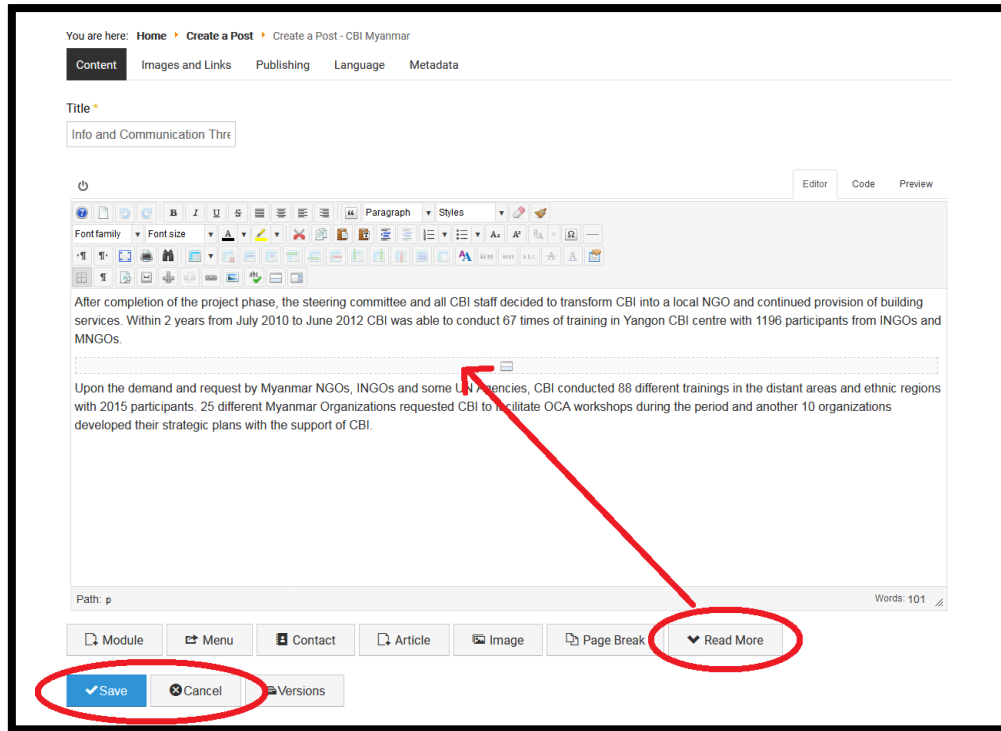 You are here: Home Create a Post Create a Post - CBI Myanmar
Content Images and Links Publishing Language Metadata
Title *
Info and Communication Thre
Editor Code Preview
B I U S Paragraph Styles
Font family Font size A A₂ A² Ω
¶ ¶ A A A
¶ abc
After completion of the project phase, the steering committee and all CBI staff decided to transform CBI into a local NGO and continued provision of building
services. Within 2 years from July 2010 to June 2012 CBI was able to conduct 67 times of training in Yangon CBI centre with 1196 participants from INGOs and
MNGOs.
Upon the demand and request by Myanmar NGOs, INGOs and some UN Agencies, CBI conducted 88 different trainings in the distant areas and ethnic regions
with 2015 participants. 25 different Myanmar Organizations requested CBI to facilitate OCA workshops during the period and another 10 organizations
developed their strategic plans with the support of CBI.
Path: p Words: 101
Module Menu Contact Article Image Page Break Read More
Save Cancel Versions